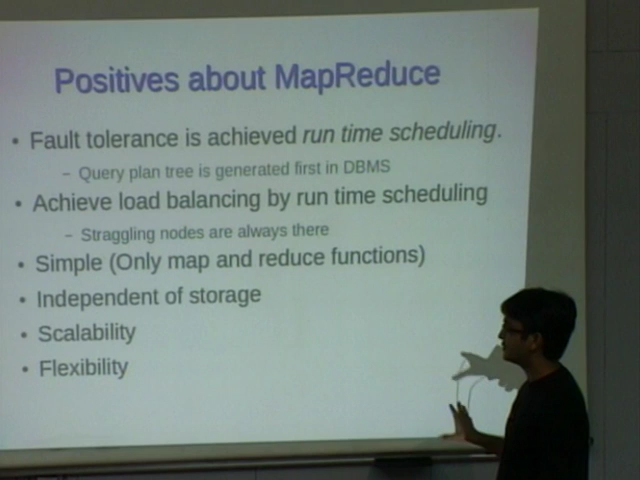 Positives about MapReduce
• Fault tolerance is achieved run time scheduling.
– Query plan tree is generated first in DBMS
• Achieve load balancing by run time scheduling
– Straggling nodes are always there
• Simple (Only map and reduce functions)
• Independent of storage
• Scalability
• Flexibility